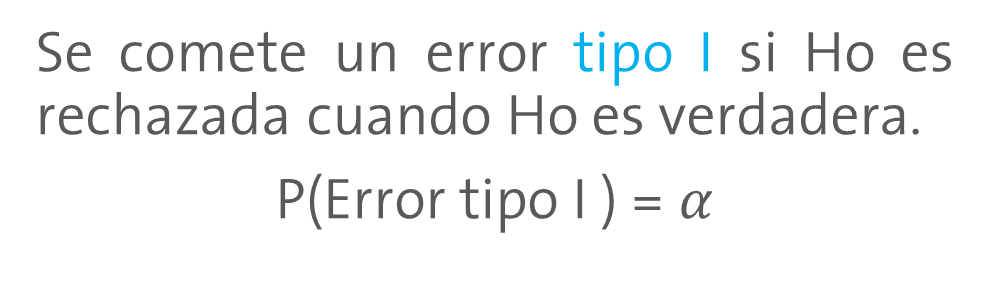 Se comete un error tipo I si Ho es
rechazada cuando Ho es verdadera.
P(Error tipo I ) = α